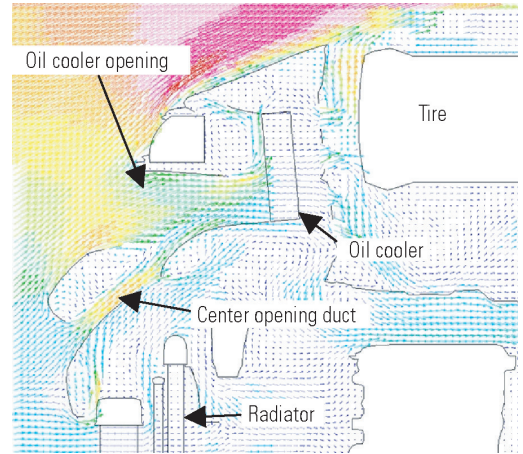 Oil cooler opening
Tire
Oil cooler
Center opening duct
Radiator